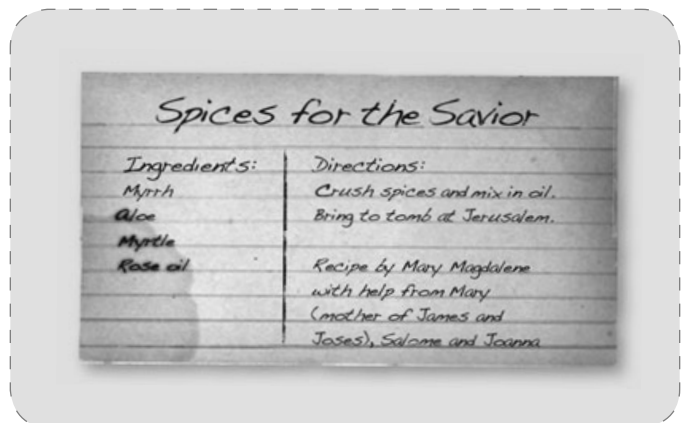 Spices for the Savior
Ingredients:
Myrrh
Aloe
Myrtle
Rose oil
Directions:
Crush spices and mix in oil.
Bring to tomb at Jerusalem.
Recipe by Mary Magdalene
with help from Mary
(mother of James and
Joses), Salome and Joanna